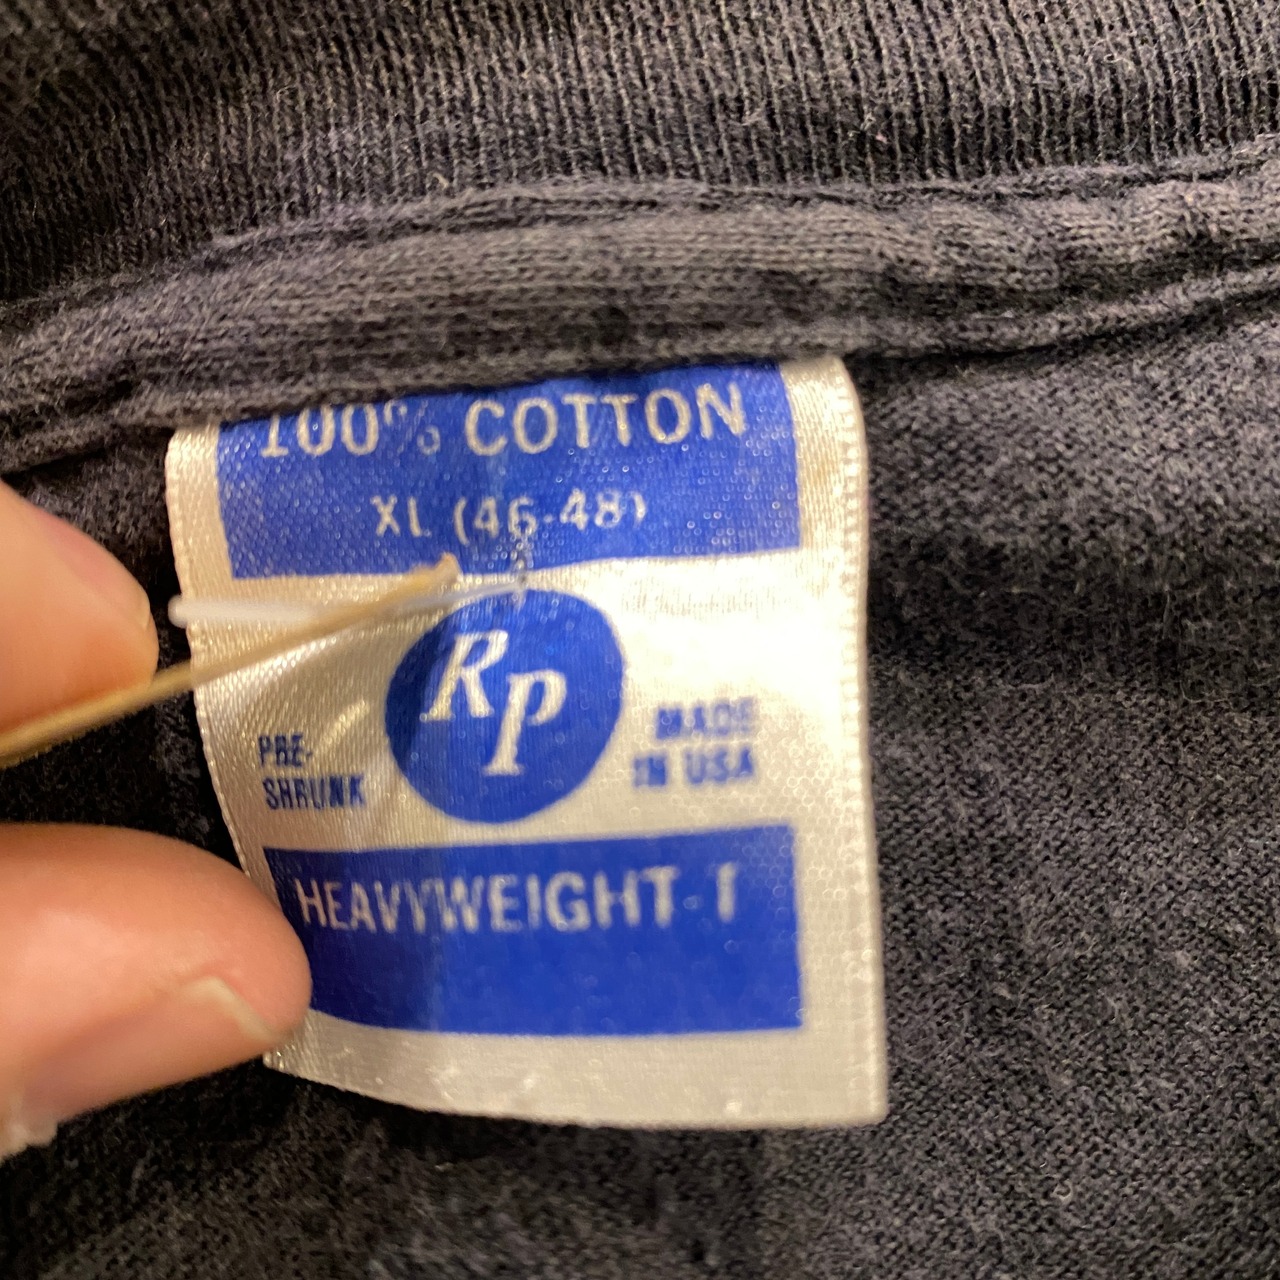 100% COTTON
XL (46-48)
RP
PRE-
SHRUNK
MADE
IN USA
HEAVYWEIGHT-T